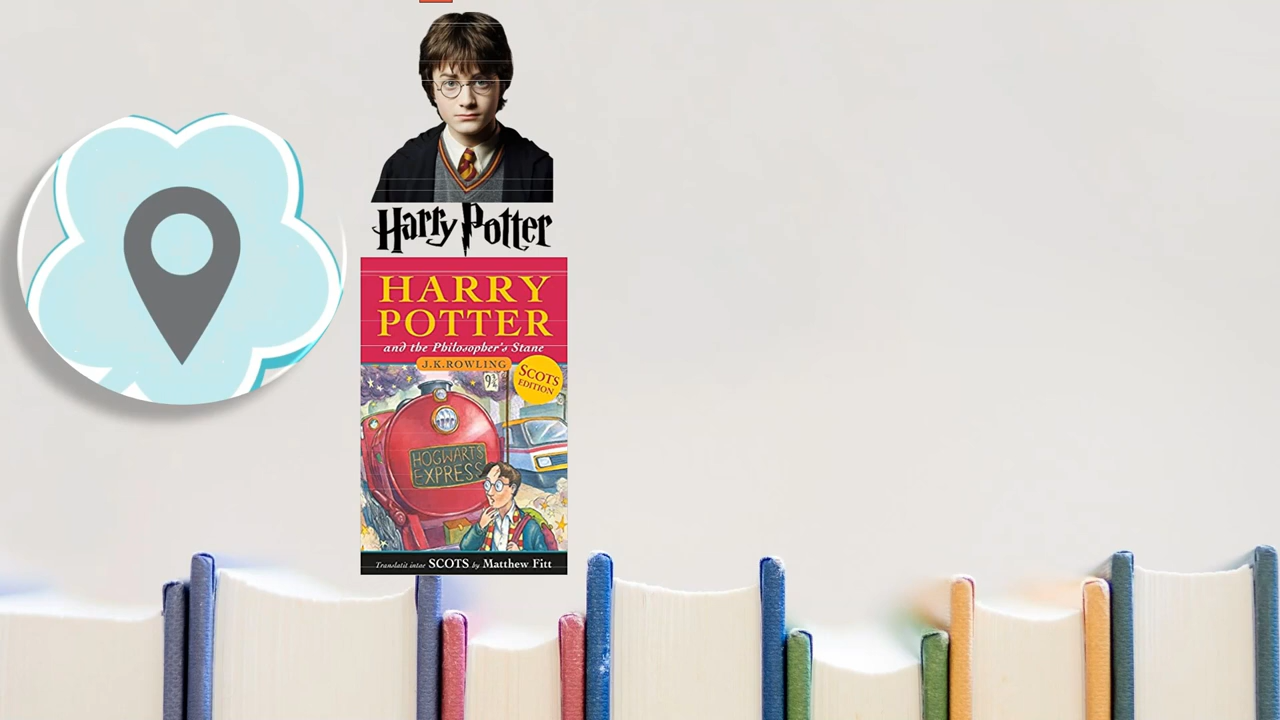 Harry Potter
HARRY
POTTER
and the Philosopher's Stane
J.K.ROWLING
9¾
SCOTS
EDITION
HOGWARTS
EXPRESS
Translatit intae SCOTS by Matthew Fitt